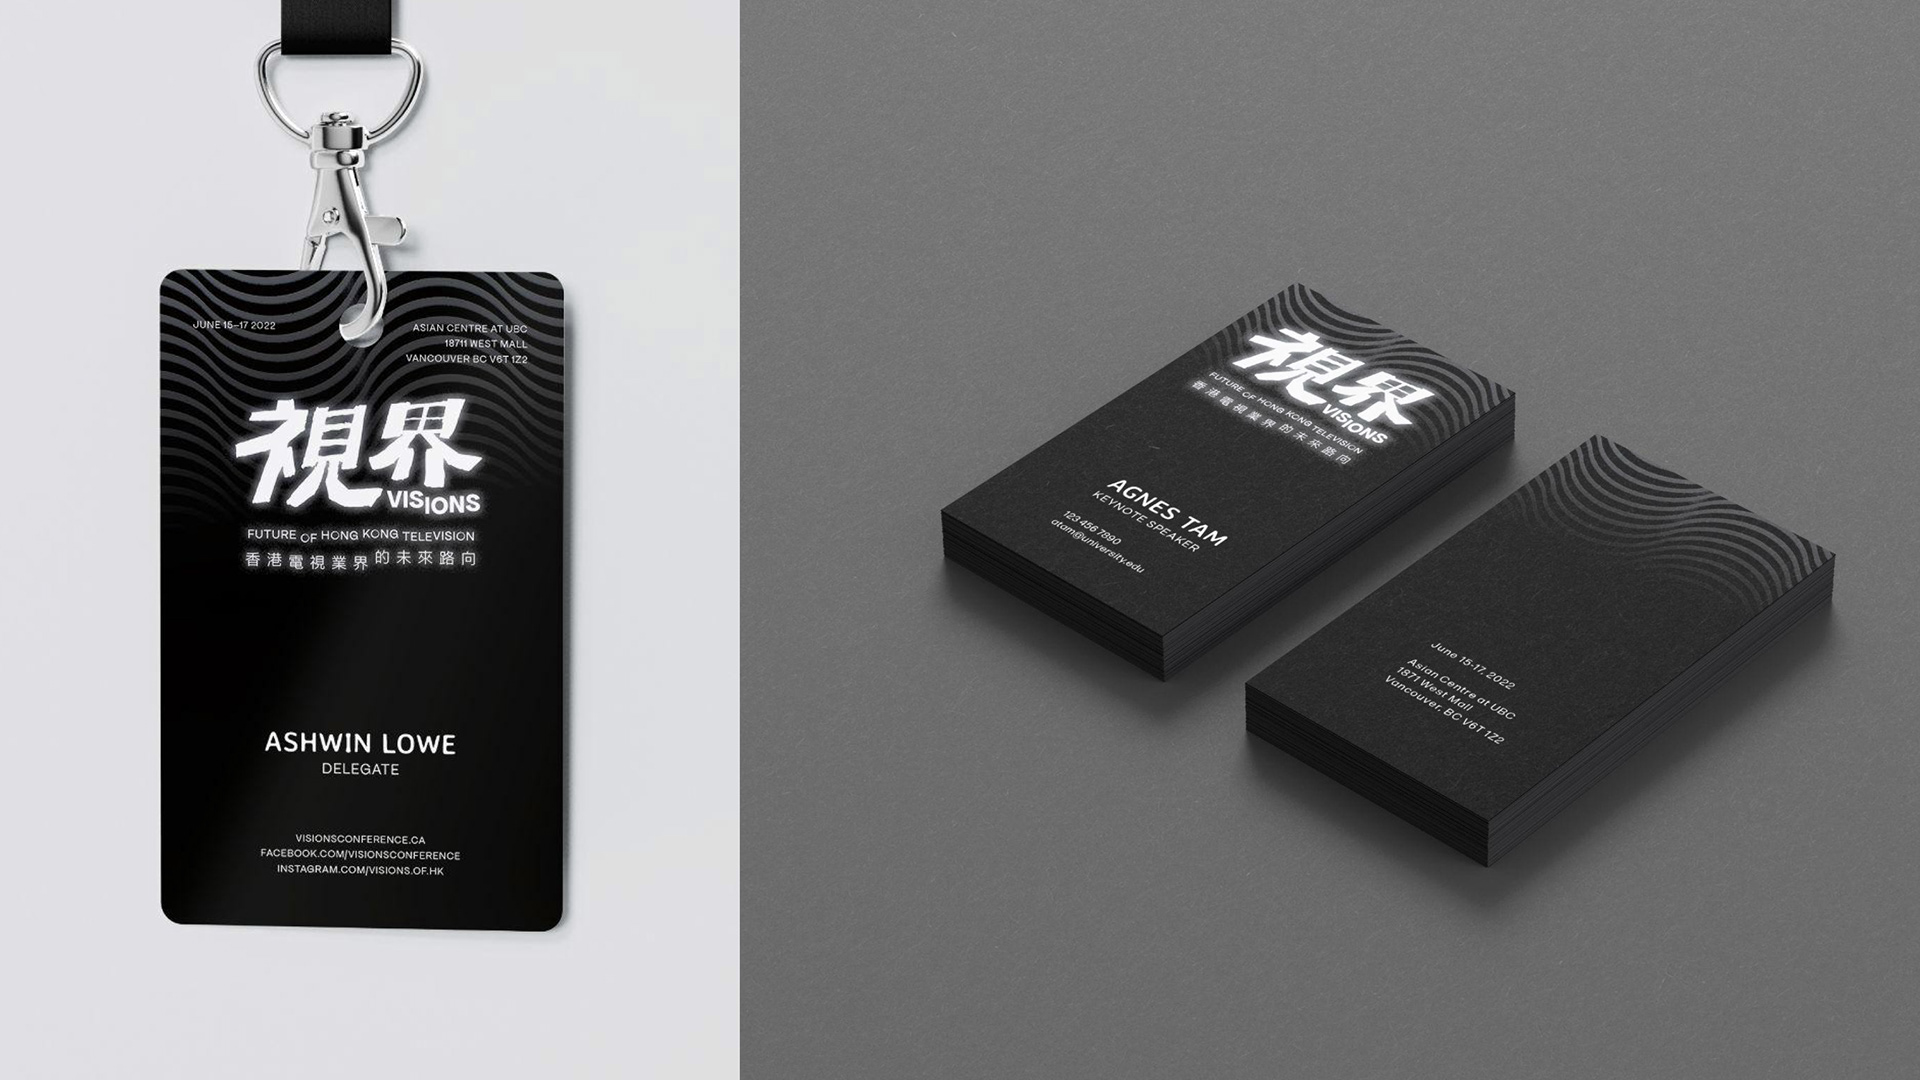 JUNE 15–17 2022
ASIAN CENTRE AT UBC
18711 WEST MALL
VANCOUVER BC V6T 1Z2
視界
VISIONS
FUTURE OF HONG KONG TELEVISION
香港電視業界的未來路向
ASHWIN LOWE
DELEGATE
VISIONSCONFERENCE.CA
FACEBOOK.COM/VISIONSCONFERENCE
INSTAGRAM.COM/VISIONS.OF.HK
視界
VISIONS
FUTURE OF HONG KONG TELEVISION
香港電視業界的未來路向
AGNES TAM
KEYNOTE SPEAKER
123 456 7890
atam@university.edu
June 15-17, 2022
Asian Centre at UBC
1871 West Mall
Vancouver, BC V6T 1Z2